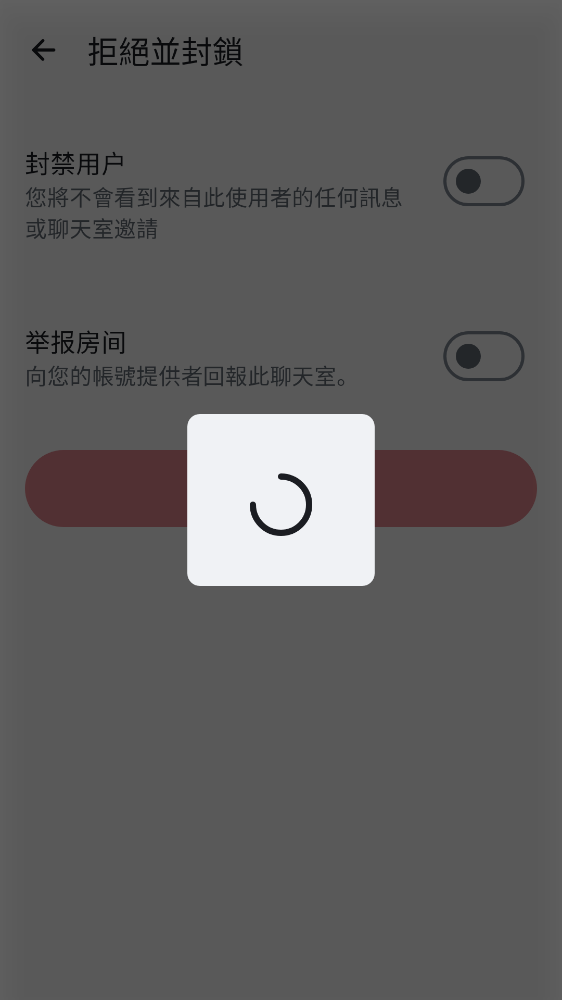 拒絕並封鎖
封禁用户
您將不會看到來自此使用者的任何訊息
或聊天室邀請
举报房间
向您的帳號提供者回報此聊天室。